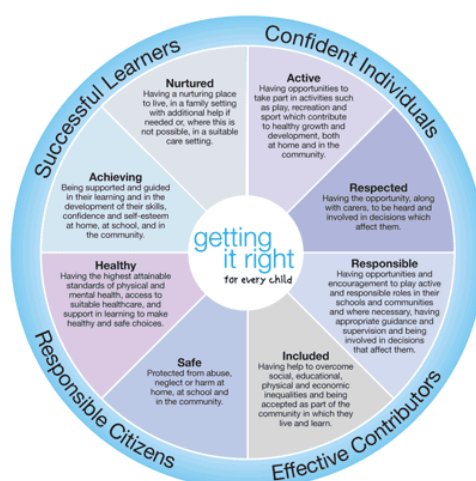 Successful Learners
Confident Individuals
Nurtured
Having a nurturing place
to live, in a family setting
with additional help if
needed or, where this is
not possible, in a suitable
care setting.
Active
Having opportunities to
take part in activities such
as play, recreation and
sport which contribute
to healthy growth and
development, both
at home and in the
community.
Achieving
Being supported and guided
in their learning and in the
development of their skills,
confidence and self-esteem
at home, at school, and in
the community.
Respected
Having the opportunity, along
with carers, to be heard and
involved in decisions which
affect them.
getting
it right
for every child
Healthy
Having the highest attainable
standards of physical and
mental health, access to
suitable healthcare, and
support in learning to make
healthy and safe choices.
Responsible
Having opportunities and
encouragement to play active
and responsible roles in their
schools and communities
and where necessary, having
appropriate guidance and
supervision and being
involved in decisions
that affect them.
Safe
Protected from abuse,
neglect or harm at
home, at school and
in the community.
Included
Having help to overcome
social, educational,
physical and economic
inequalities and being
accepted as part of the
community in which they
live and learn.
Responsible Citizens
Effective Contributors